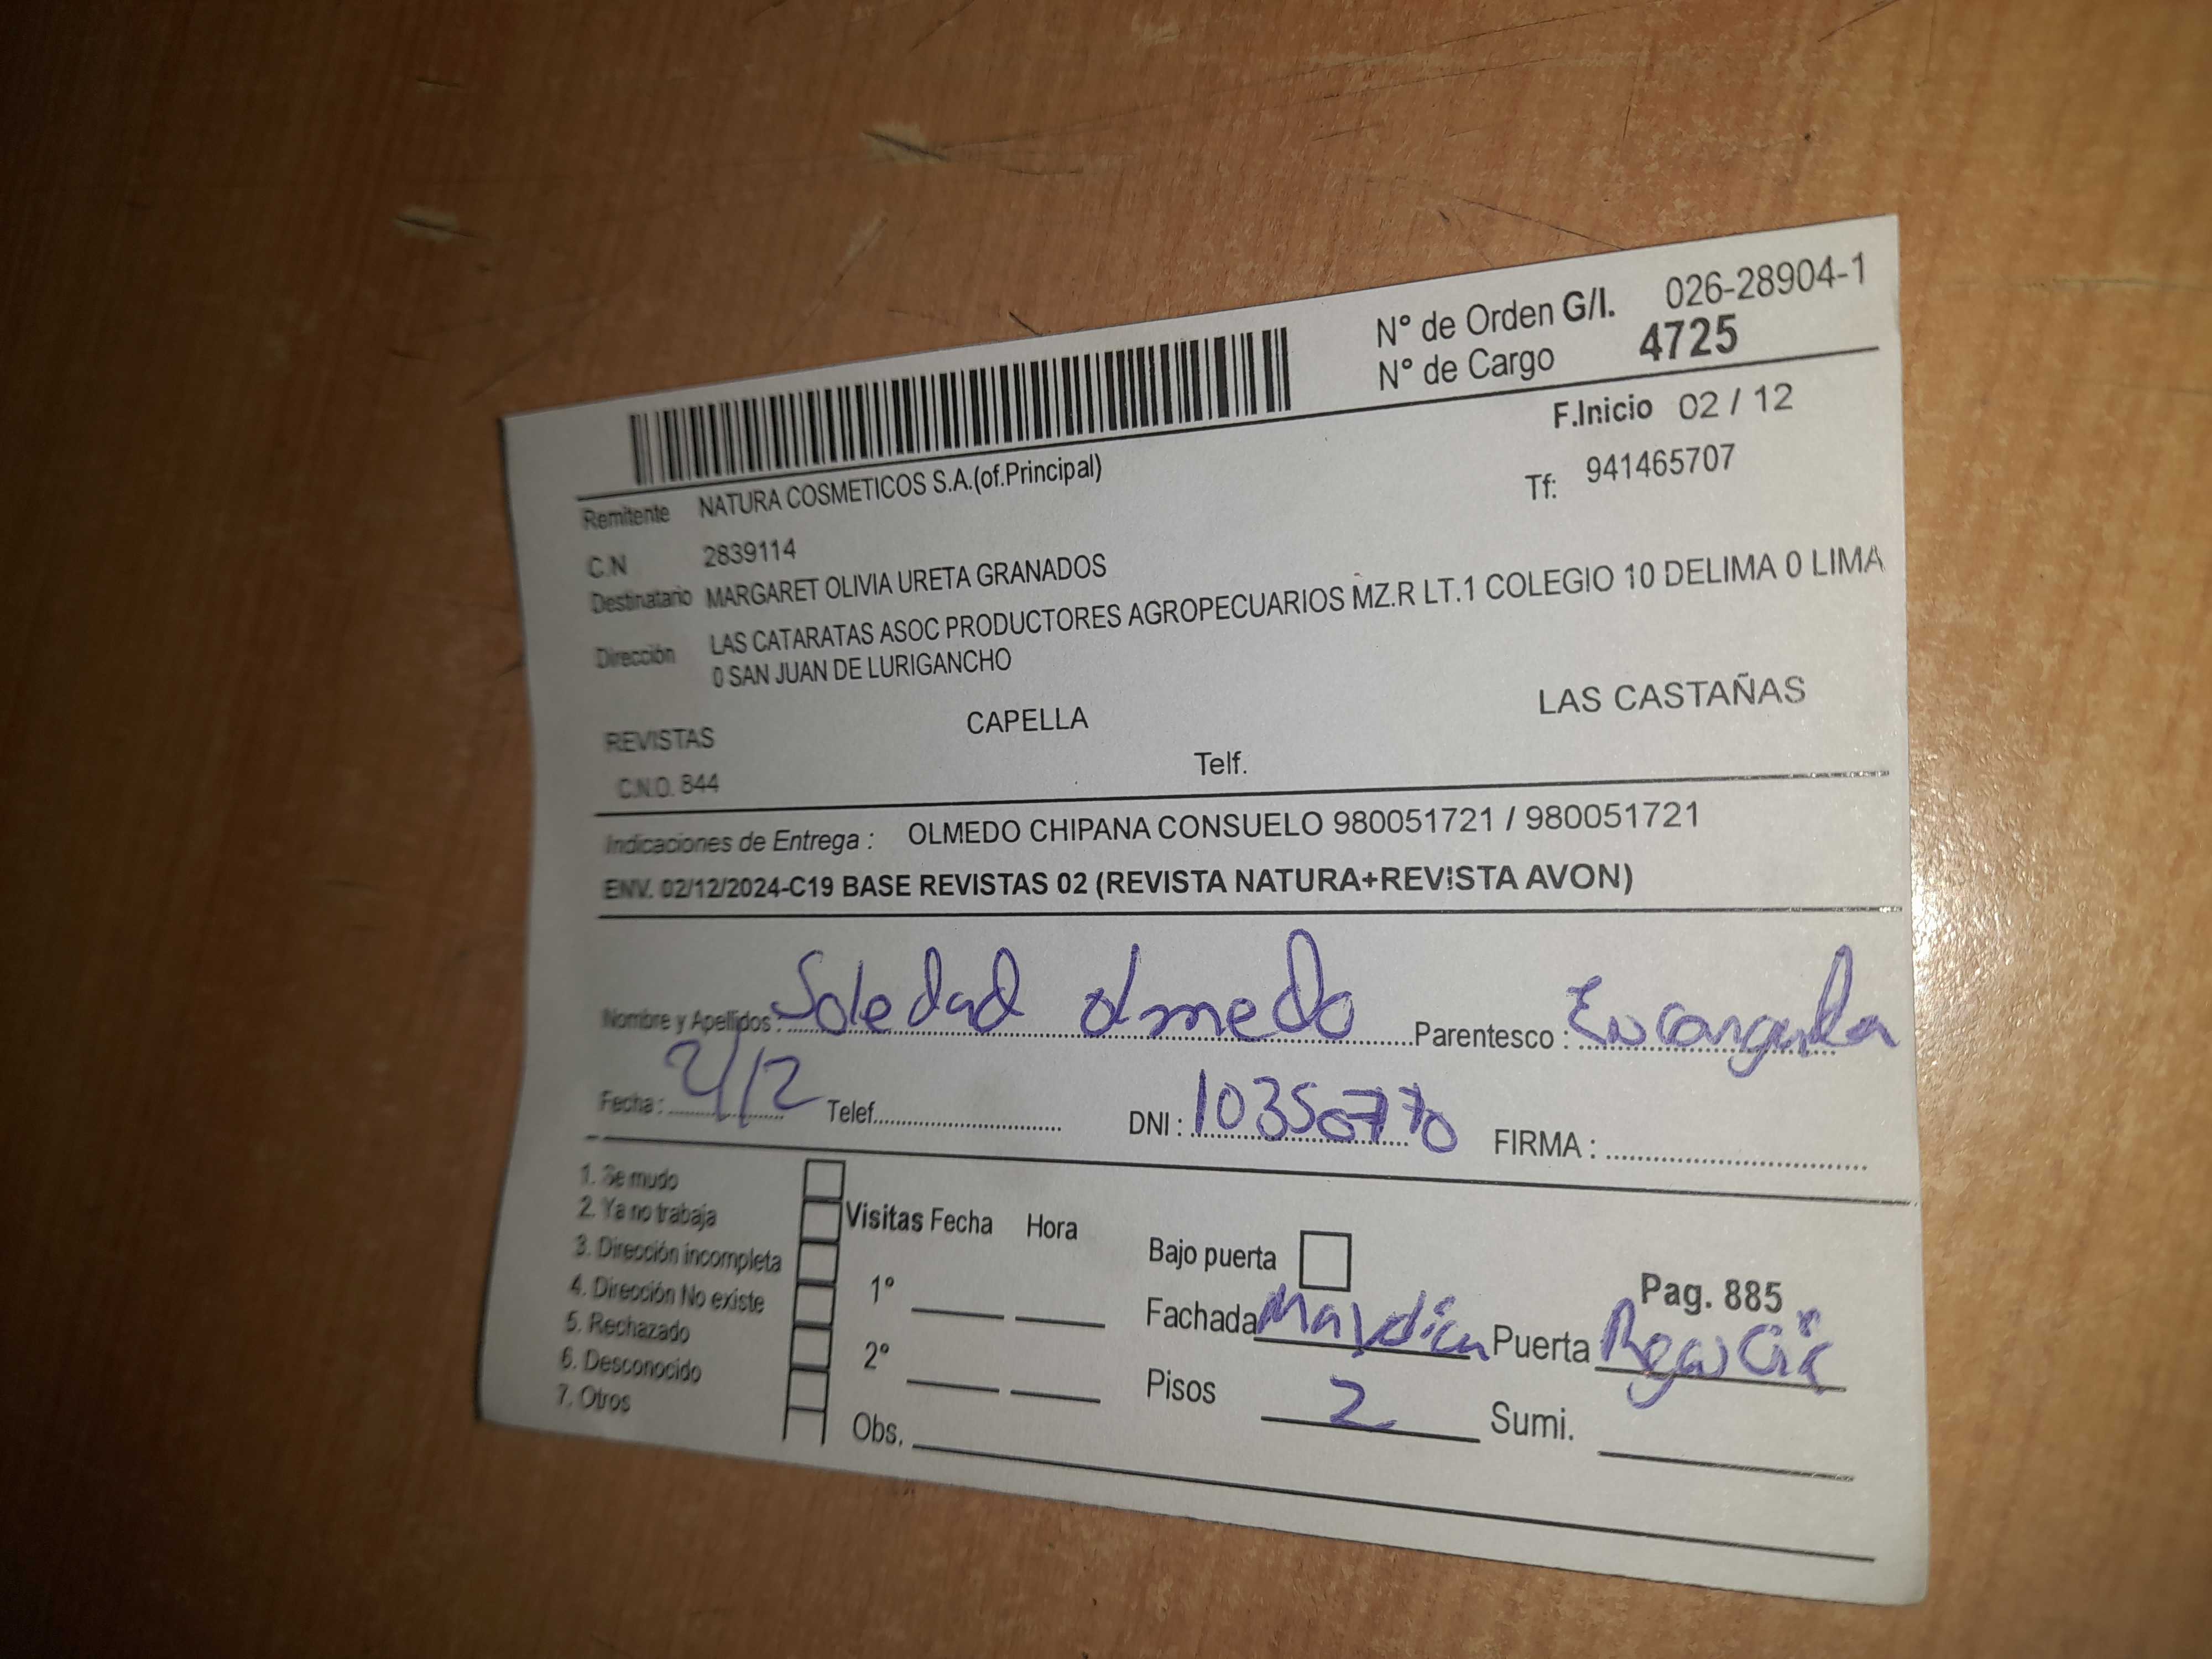 N° de Orden G/I. 026-28904-1
N° de Cargo 4725
F.Inicio 02 / 12
Remitente NATURA COSMETICOS S.A.(of.Principal)
Tf: 941465707
C.N 2839114
Destinatario MARGARET OLIVIA URETA GRANADOS
Dirección LAS CATARATAS ASOC PRODUCTORES AGROPECUARIOS MZ.R LT.1 COLEGIO 10 DELIMA 0 LIMA
0 SAN JUAN DE LURIGANCHO
REVISTAS CAPELLA LAS CASTAÑAS
C.N.O. 844 Telf.
Indicaciones de Entrega : OLMEDO CHIPANA CONSUELO 980051721 / 980051721
ENV. 02/12/2024-C19 BASE REVISTAS 02 (REVISTA NATURA+REVISTA AVON)
Nombre y Apellidos : Soledad olmedo Parentesco : Encargada
Fecha : 2/12 Telef. DNI : 10350770 FIRMA :
1. Se mudo
2. Ya no trabaja
3. Dirección incompleta
4. Dirección No existe
5. Rechazado
6. Desconocido
7. Otros
Visitas Fecha Hora
1°
2°
Obs.
Bajo puerta
Pag. 885
Fachada Puerta
Pisos 2 Sumi.